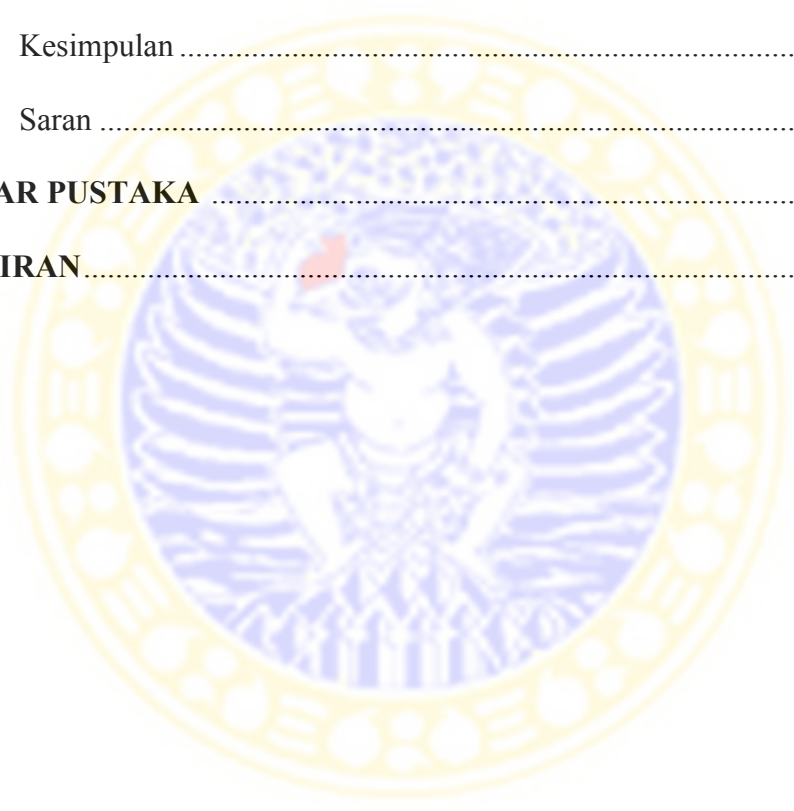 Kesimpulan ................................................................................
Saran ................................................................................
AR PUSTAKA ................................................................................
IRAN................................................................................